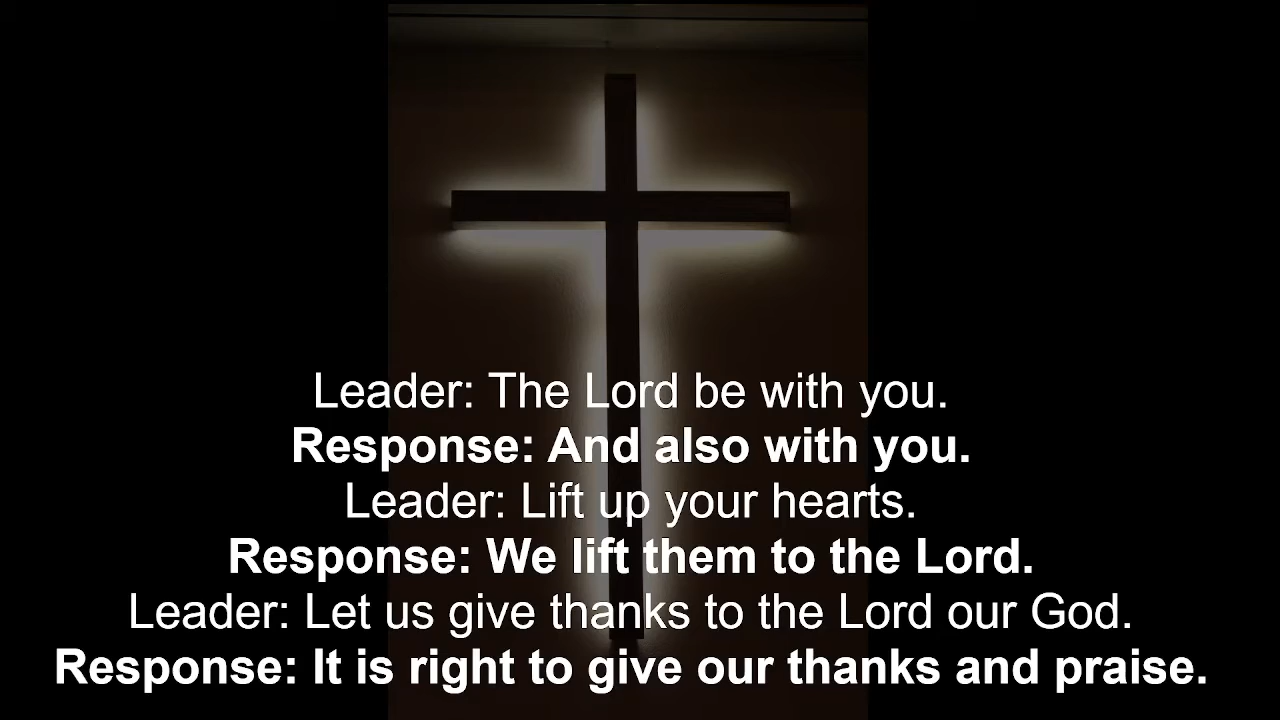 Leader: The Lord be with you.
Response: And also with you.
Leader: Lift up your hearts.
Response: We lift them to the Lord.
Leader: Let us give thanks to the Lord our God.
Response: It is right to give our thanks and praise.